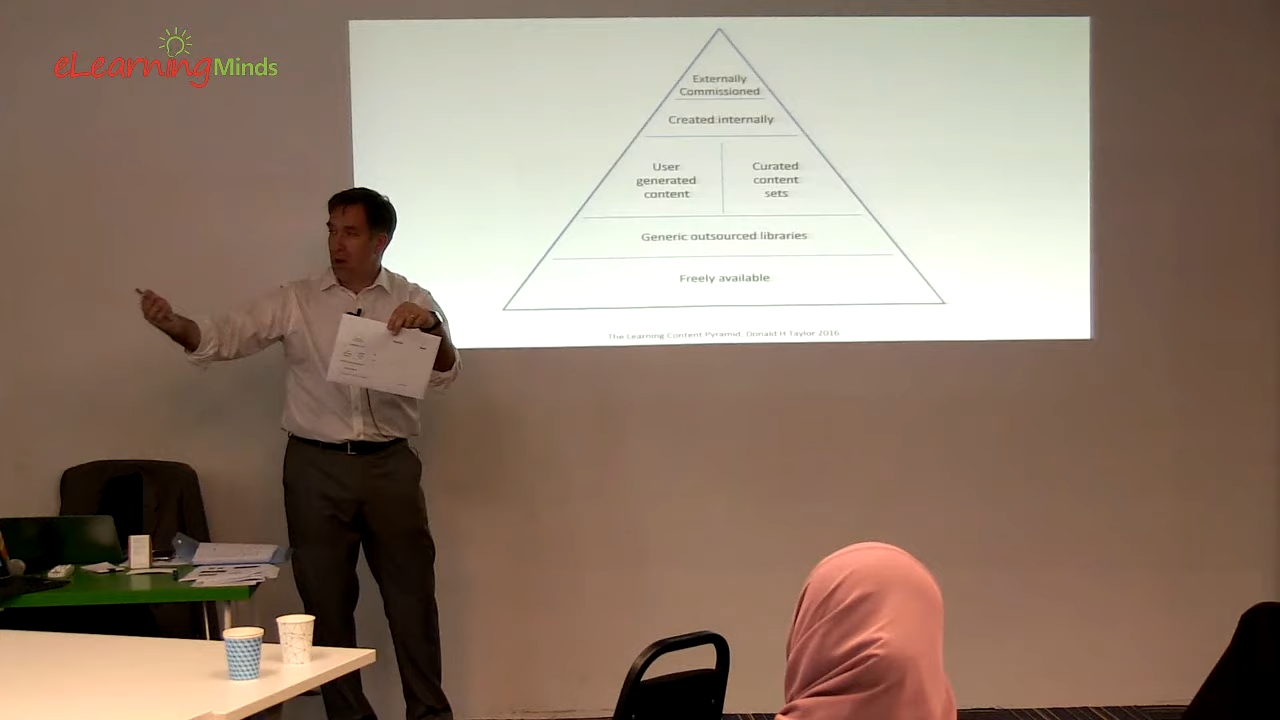 eLearningMinds
Externally
Commissioned
Created internally
User
generated
content
Curated
content
sets
Generic outsourced libraries
Freely available
The Learning Content Pyramid, Donald H Taylor 2016